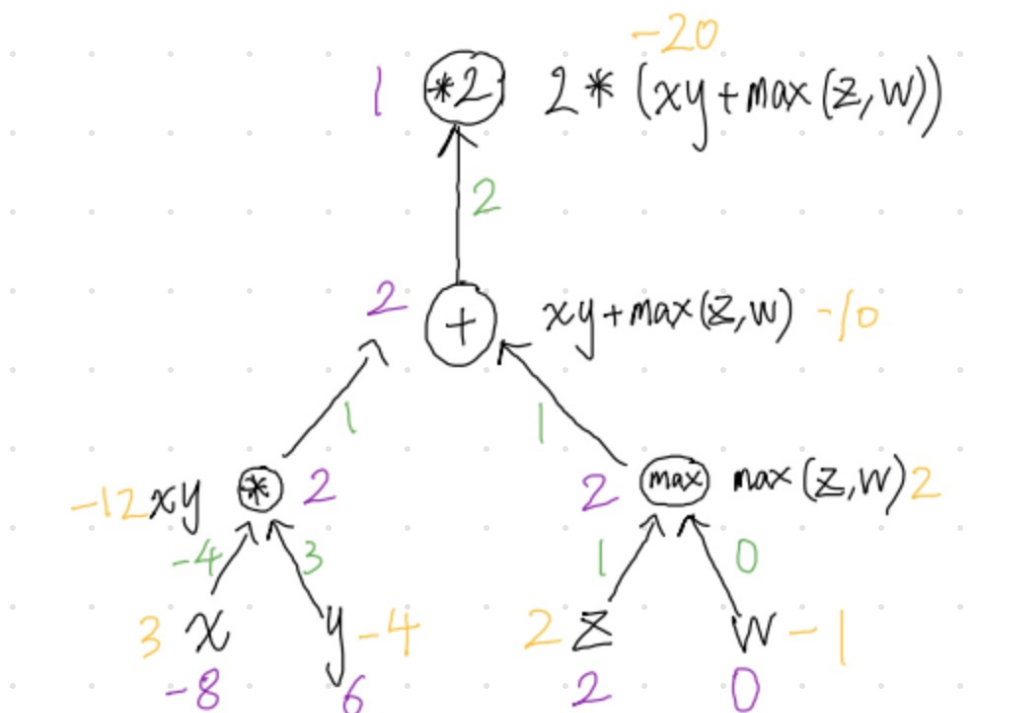 -20
1 *2 2* (xy+max(z,w))
2
2 + xy+max(z,w) -10
1 1
-12 xy * 2 2 max max(z,w) 2
-4 3 1 0
3 x y -4 2 z w -1
-8 6 2 0